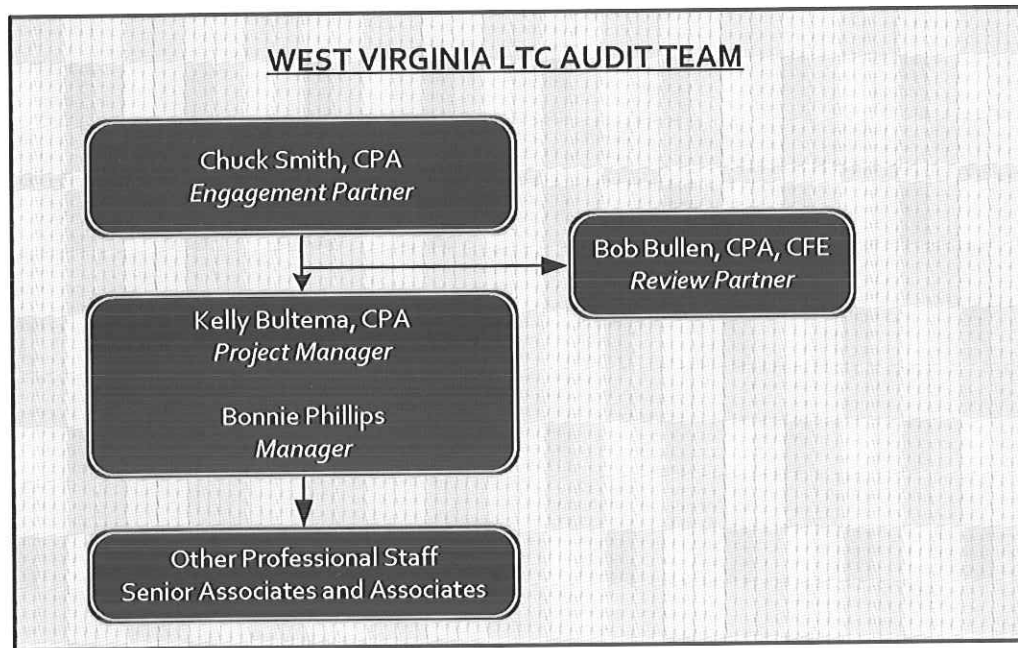 WEST VIRGINIA LTC AUDIT TEAM
Chuck Smith, CPA
Engagement Partner
Bob Bullen, CPA, CFE
Review Partner
Kelly Bultema, CPA
Project Manager
Bonnie Phillips
Manager
Other Professional Staff
Senior Associates and Associates